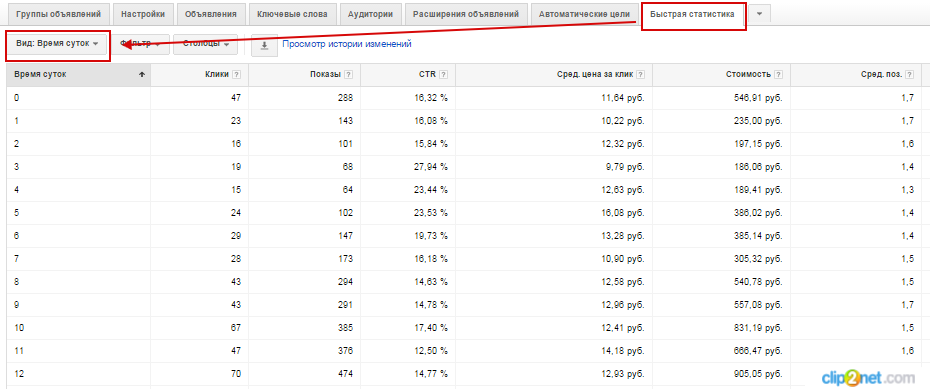 Группы объявлений Настройки Объявления Ключевые слова Аудитории Расширения объявлений Автоматические цели Быстрая статистика
Вид: Время суток Фильтр Столбцы Просмотр истории изменений
Время суток Клики ? Показы ? CTR ? Сред. цена за клик ? Стоимость ? Сред. поз. ?
0 47 288 16,32 % 11,64 руб. 546,91 руб. 1,7
1 23 143 16,08 % 10,22 руб. 235,00 руб. 1,7
2 16 101 15,84 % 12,32 руб. 197,15 руб. 1,6
3 19 68 27,94 % 9,79 руб. 186,06 руб. 1,4
4 15 64 23,44 % 12,63 руб. 189,41 руб. 1,3
5 24 102 23,53 % 16,08 руб. 386,02 руб. 1,4
6 29 147 19,73 % 13,28 руб. 385,14 руб. 1,4
7 28 173 16,18 % 10,90 руб. 305,32 руб. 1,5
8 43 294 14,63 % 12,58 руб. 540,78 руб. 1,5
9 43 291 14,78 % 12,96 руб. 557,08 руб. 1,7
10 67 385 17,40 % 12,41 руб. 831,19 руб. 1,5
11 47 376 12,50 % 14,18 руб. 666,47 руб. 1,6
12 70 474 14,77 % 12,93 руб. 905,05 руб.
clip2net.com